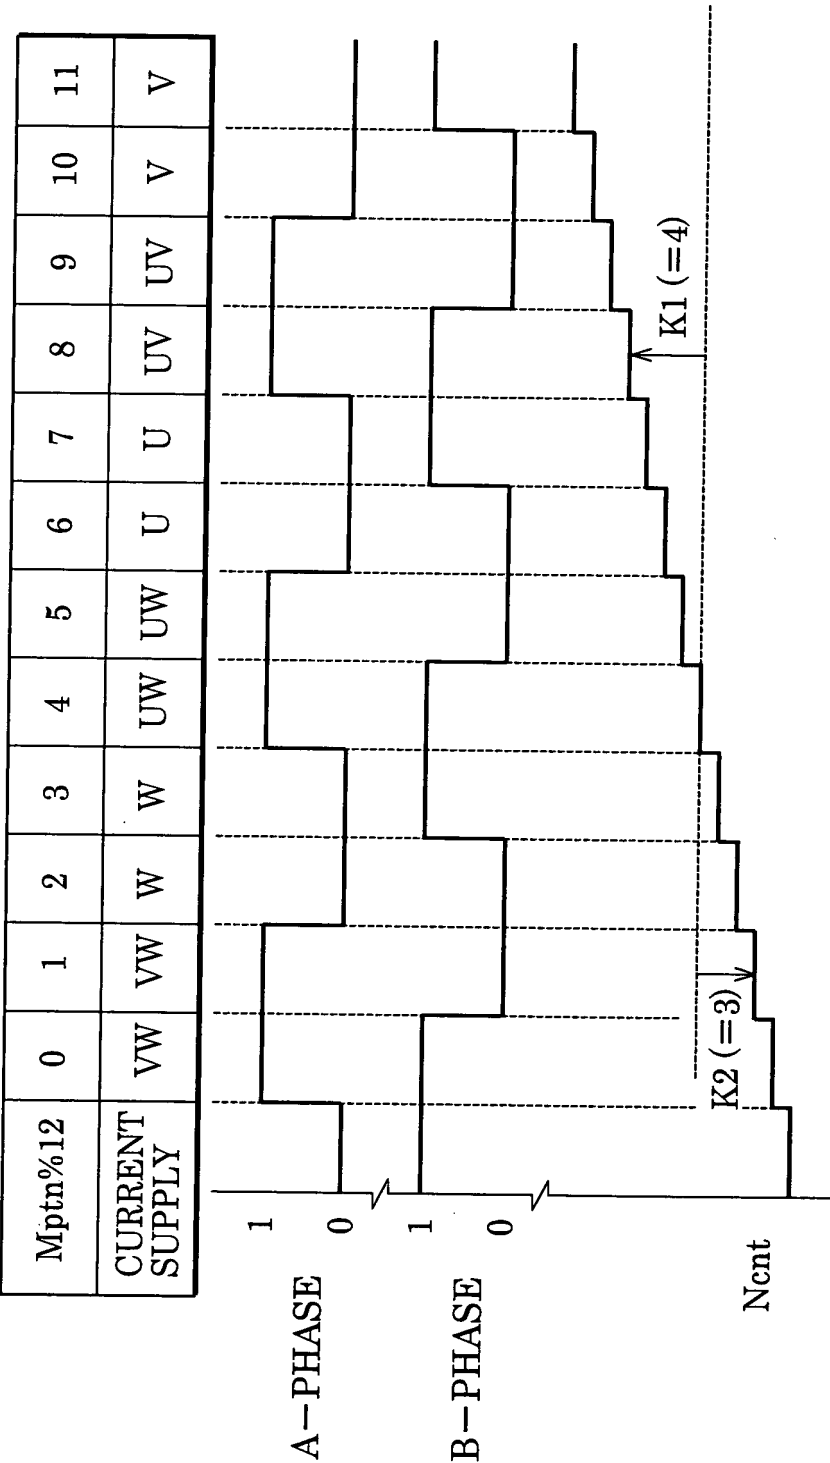 Mptn%12 0 1 2 3 4 5 6 7 8 9 10 11
CURRENT SUPPLY VW VW W W UW UW U U UV UV V V
A-PHASE
1
0
B-PHASE
1
0
Ncnt
K2 (=3)
K1 (=4)